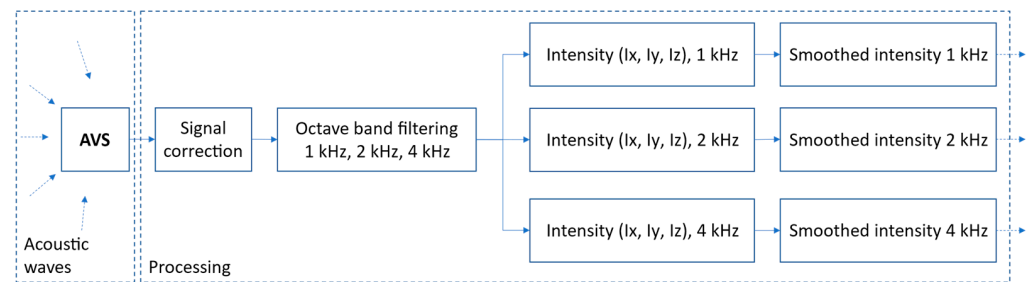 Acoustic
waves
AVS
Processing
Signal
correction
Octave band filtering
1 kHz, 2 kHz, 4 kHz
Intensity (Ix, Iy, Iz), 1 kHz
Smoothed intensity 1 kHz
Intensity (Ix, Iy, Iz), 2 kHz
Smoothed intensity 2 kHz
Intensity (Ix, Iy, Iz), 4 kHz
Smoothed intensity 4 kHz